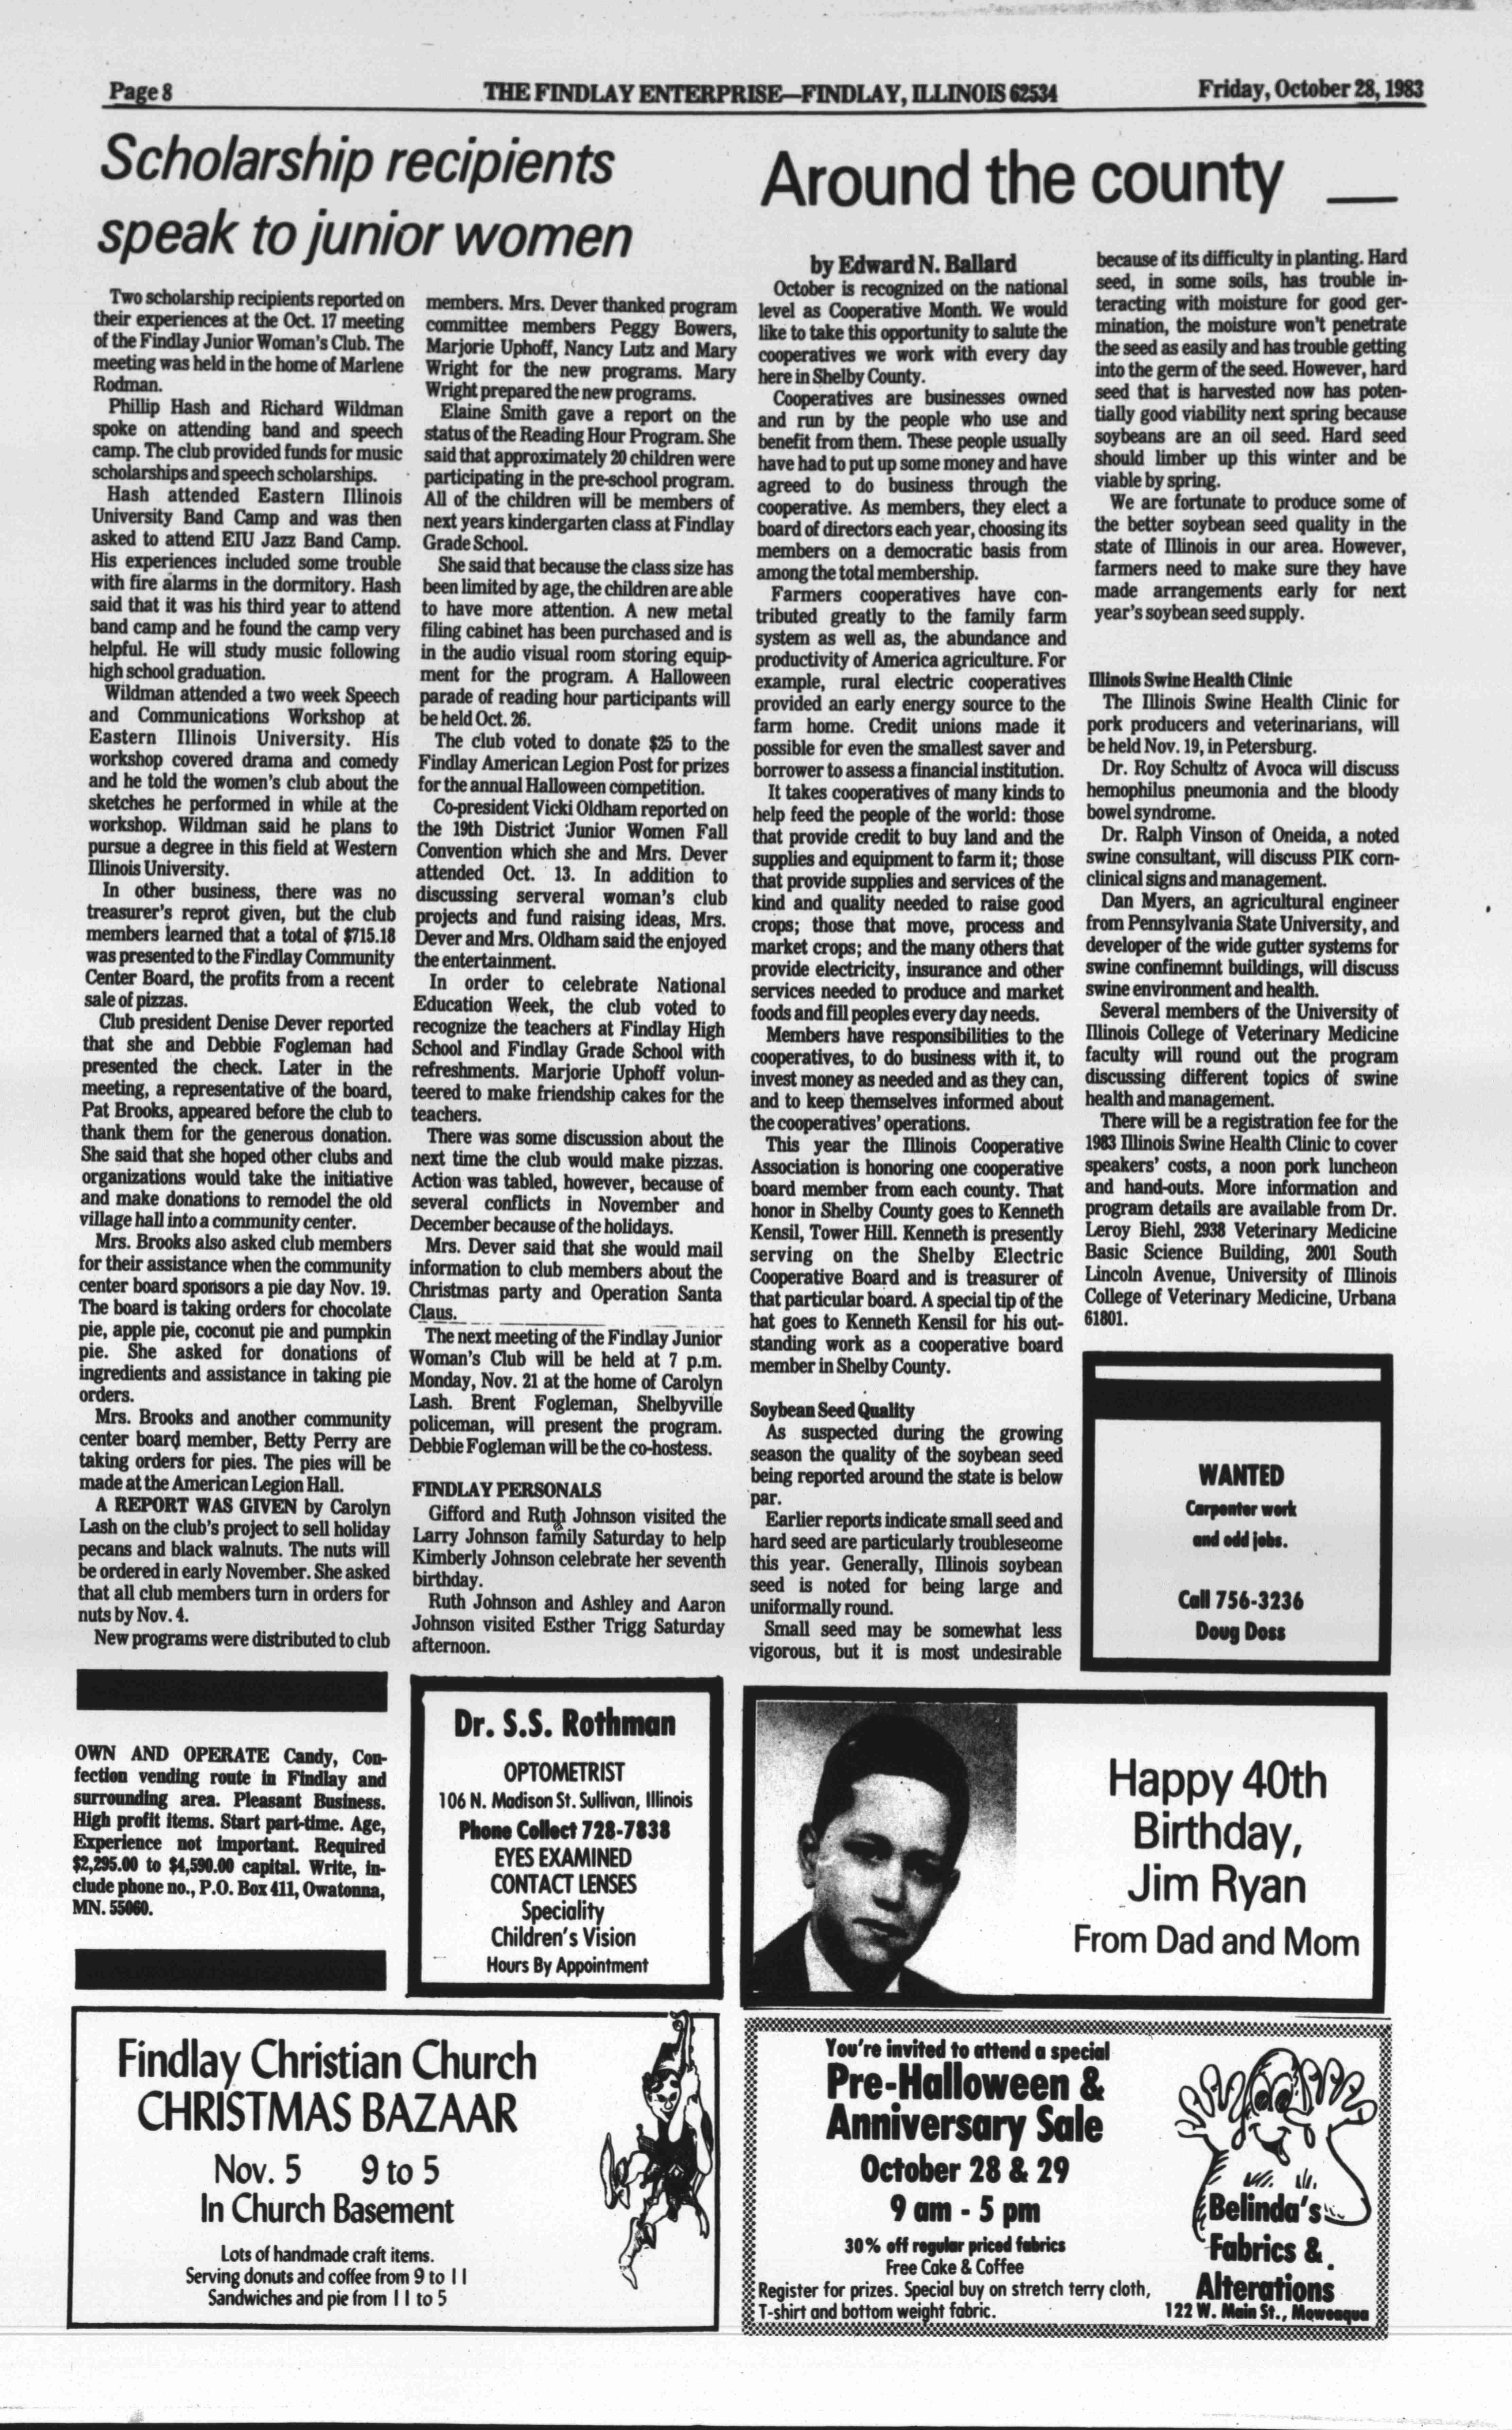 Page 8
THE FINDLAY ENTERPRISE—FINDLAY, ILLINOIS 62534
Friday, October 28, 1983
Scholarship recipients
speak to junior women
Two scholarship recipients reported on
their experiences at the Oct. 17 meeting
of the Findlay Junior Woman's Club. The
meeting was held in the home of Marlene
Rodman.
Phillip Hash and Richard Wildman
spoke on attending band and speech
camp. The club provided funds for music
scholarships and speech scholarships.
Hash attended Eastern Illinois
University Band Camp and was then
asked to attend EIU Jazz Band Camp.
His experiences included some trouble
with fire alarms in the dormitory. Hash
said that it was his third year to attend
band camp and he found the camp very
helpful. He will study music following
high school graduation.
Wildman attended a two week Speech
and Communications Workshop at
Eastern Illinois University. His
workshop covered drama and comedy
and he told the women's club about the
sketches he performed in while at the
workshop. Wildman said he plans to
pursue a degree in this field at Western
Illinois University.
In other business, there was no
treasurer's reprot given, but the club
members learned that a total of $715.18
was presented to the Findlay Community
Center Board, the profits from a recent
sale of pizzas.
Club president Denise Dever reported
that she and Debbie Fogleman had
presented the check. Later in the
meeting, a representative of the board,
Pat Brooks, appeared before the club to
thank them for the generous donation.
She said that she hoped other clubs and
organizations would take the initiative
and make donations to remodel the old
village hall into a community center.
Mrs. Brooks also asked club members
for their assistance when the community
center board sponsors a pie day Nov. 19.
The board is taking orders for chocolate
pie, apple pie, coconut pie and pumpkin
pie. She asked for donations of
ingredients and assistance in taking pie
orders.
Mrs. Brooks and another community
center board member, Betty Perry are
taking orders for pies. The pies will be
made at the American Legion Hall.
A REPORT WAS GIVEN by Carolyn
Lash on the club's project to sell holiday
pecans and black walnuts. The nuts will
be ordered in early November. She asked
that all club members turn in orders for
nuts by Nov. 4.
New programs were distributed to club
members. Mrs. Dever thanked program
committee members Peggy Bowers,
Marjorie Uphoff, Nancy Lutz and Mary
Wright for the new programs. Mary
Wright prepared the new programs.
Elaine Smith gave a report on the
status of the Reading Hour Program. She
said that approximately 20 children were
participating in the pre-school program.
All of the children will be members of
next years kindergarten class at Findlay
Grade School.
She said that because the class size has
been limited by age, the children are able
to have more attention. A new metal
filing cabinet has been purchased and is
in the audio visual room storing equip-
ment for the program. A Halloween
parade of reading hour participants will
be held Oct. 26.
The club voted to donate $25 to the
Findlay American Legion Post for prizes
for the annual Halloween competition.
Co-president Vicki Oldham reported on
the 19th District Junior Women Fall
Convention which she and Mrs. Dever
attended Oct. 13. In addition to
discussing serveral woman's club
projects and fund raising ideas, Mrs.
Dever and Mrs. Oldham said the enjoyed
the entertainment.
In order to celebrate National
Education Week, the club voted to
recognize the teachers at Findlay High
School and Findlay Grade School with
refreshments. Marjorie Uphoff volun-
teered to make friendship cakes for the
teachers.
There was some discussion about the
next time the club would make pizzas.
Action was tabled, however, because of
several conflicts in November and
December because of the holidays.
Mrs. Dever said that she would mail
information to club members about the
Christmas party and Operation Santa
Claus.
The next meeting of the Findlay Junior
Woman's Club will be held at 7 p.m.
Monday, Nov. 21 at the home of Carolyn
Lash. Brent Fogleman, Shelbyville
policeman, will present the program.
Debbie Fogleman will be the co-hostess.
FINDLAY PERSONALS
Gifford and Ruth Johnson visited the
Larry Johnson family Saturday to help
Kimberly Johnson celebrate her seventh
birthday.
Ruth Johnson and Ashley and Aaron
Johnson visited Esther Trigg Saturday
afternoon.
Around the county
by Edward N. Ballard
October is recognized on the national
level as Cooperative Month. We would
like to take this opportunity to salute the
cooperatives we work with every day
here in Shelby County.
Cooperatives are businesses owned
and run by the people who use and
benefit from them. These people usually
have had to put up some money and have
agreed to do business through the
cooperative. As members, they elect a
board of directors each year, choosing its
members on a democratic basis from
among the total membership.
Farmers cooperatives have con-
tributed greatly to the family farm
system as well as, the abundance and
productivity of America agriculture. For
example, rural electric cooperatives
provided an early energy source to the
farm home. Credit unions made it
possible for even the smallest saver and
borrower to assess a financial institution.
It takes cooperatives of many kinds to
help feed the people of the world: those
that provide credit to buy land and the
supplies and equipment to farm it; those
that provide supplies and services of the
kind and quality needed to raise good
crops; those that move, process and
market crops; and the many others that
provide electricity, insurance and other
services needed to produce and market
foods and fill peoples every day needs.
Members have responsibilities to the
cooperatives, to do business with it, to
invest money as needed and as they can,
and to keep themselves informed about
the cooperatives' operations.
This year the Illinois Cooperative
Association is honoring one cooperative
board member from each county. That
honor in Shelby County goes to Kenneth
Kensil, Tower Hill. Kenneth is presently
serving on the Shelby Electric
Cooperative Board and is treasurer of
that particular board. A special tip of the
hat goes to Kenneth Kensil for his out-
standing work as a cooperative board
member in Shelby County.
Soybean Seed Quality
As suspected during the growing
season the quality of the soybean seed
being reported around the state is below
par.
Earlier reports indicate small seed and
hard seed are particularly troubleseome
this year. Generally, Illinois soybean
seed is noted for being large and
uniformally round.
Small seed may be somewhat less
vigorous, but it is most undesirable
because of its difficulty in planting. Hard
seed, in some soils, has trouble in-
teracting with moisture for good ger-
mination, the moisture won't penetrate
the seed as easily and has trouble getting
into the germ of the seed. However, hard
seed that is harvested now has poten-
tially good viability next spring because
soybeans are an oil seed. Hard seed
should limber up this winter and be
viable by spring.
We are fortunate to produce some of
the better soybean seed quality in the
state of Illinois in our area. However,
farmers need to make sure they have
made arrangements early for next
year's soybean seed supply.
Illinois Swine Health Clinic
The Illinois Swine Health Clinic for
pork producers and veterinarians, will
be held Nov. 19, in Petersburg.
Dr. Roy Schultz of Avoca will discuss
hemophilus pneumonia and the bloody
bowel syndrome.
Dr. Ralph Vinson of Oneida, a noted
swine consultant, will discuss PIK corn-
clinical signs and management.
Dan Myers, an agricultural engineer
from Pennsylvania State University, and
developer of the wide gutter systems for
swine confinemnt buildings, will discuss
swine environment and health.
Several members of the University of
Illinois College of Veterinary Medicine
faculty will round out the program
discussing different topics of swine
health and management.
There will be a registration fee for the
1983 Illinois Swine Health Clinic to cover
speakers' costs, a noon pork luncheon
and hand-outs. More information and
program details are available from Dr.
Leroy Biehl, 2938 Veterinary Medicine
Basic Science Building, 2001 South
Lincoln Avenue, University of Illinois
College of Veterinary Medicine, Urbana
61801.
WANTED
Carpenter work
and odd jobs.
Call 756-3236
Doug Doss
OWN AND OPERATE Candy, Con-
fection vending route in Findlay and
surrounding area. Pleasant Business.
High profit items. Start part-time. Age,
Experience not important. Required
$2,295.00 to $4,590.00 capital. Write, in-
clude phone no., P.O. Box 411, Owatonna,
MN. 55060.
Dr. S.S. Rothman
OPTOMETRIST
106 N. Madison St. Sullivan, Illinois
Phone Collect 728-7838
EYES EXAMINED
CONTACT LENSES
Speciality
Children's Vision
Hours By Appointment
Happy 40th
Birthday,
Jim Ryan
From Dad and Mom
Findlay Christian Church
CHRISTMAS BAZAAR
Nov. 5 9 to 5
In Church Basement
Lots of handmade craft items.
Serving donuts and coffee from 9 to 11
Sandwiches and pie from 11 to 5
You're invited to attend a special
Pre-Halloween &
Anniversary Sale
October 28 & 29
9 am - 5 pm
30% off regular priced fabrics
Free Cake & Coffee
Register for prizes. Special buy on stretch terry cloth,
T-shirt and bottom weight fabric.
Belinda's
Fabrics &
Alterations
122 W. Main St., Moweaqua